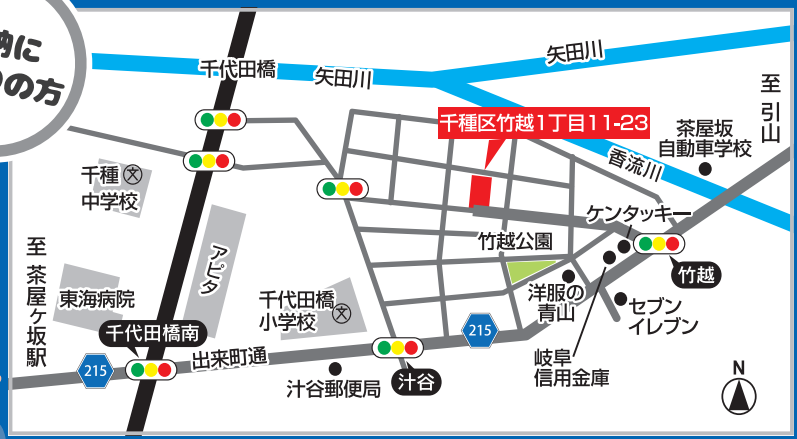 納に
の方
千代田橋
矢田川
矢田川
至 引山
千種区竹越1丁目11-23
茶屋坂
自動車学校
香流川
千種
中学校
文
ケンタッキー
竹越公園
竹越
アピタ
至 茶屋ヶ坂駅
東海病院
千代田橋
小学校
文
洋服の
青山
セブン
イレブン
千代田橋南
215
出来町通
215
岐阜
信用金庫
汁谷郵便局
汁谷
N